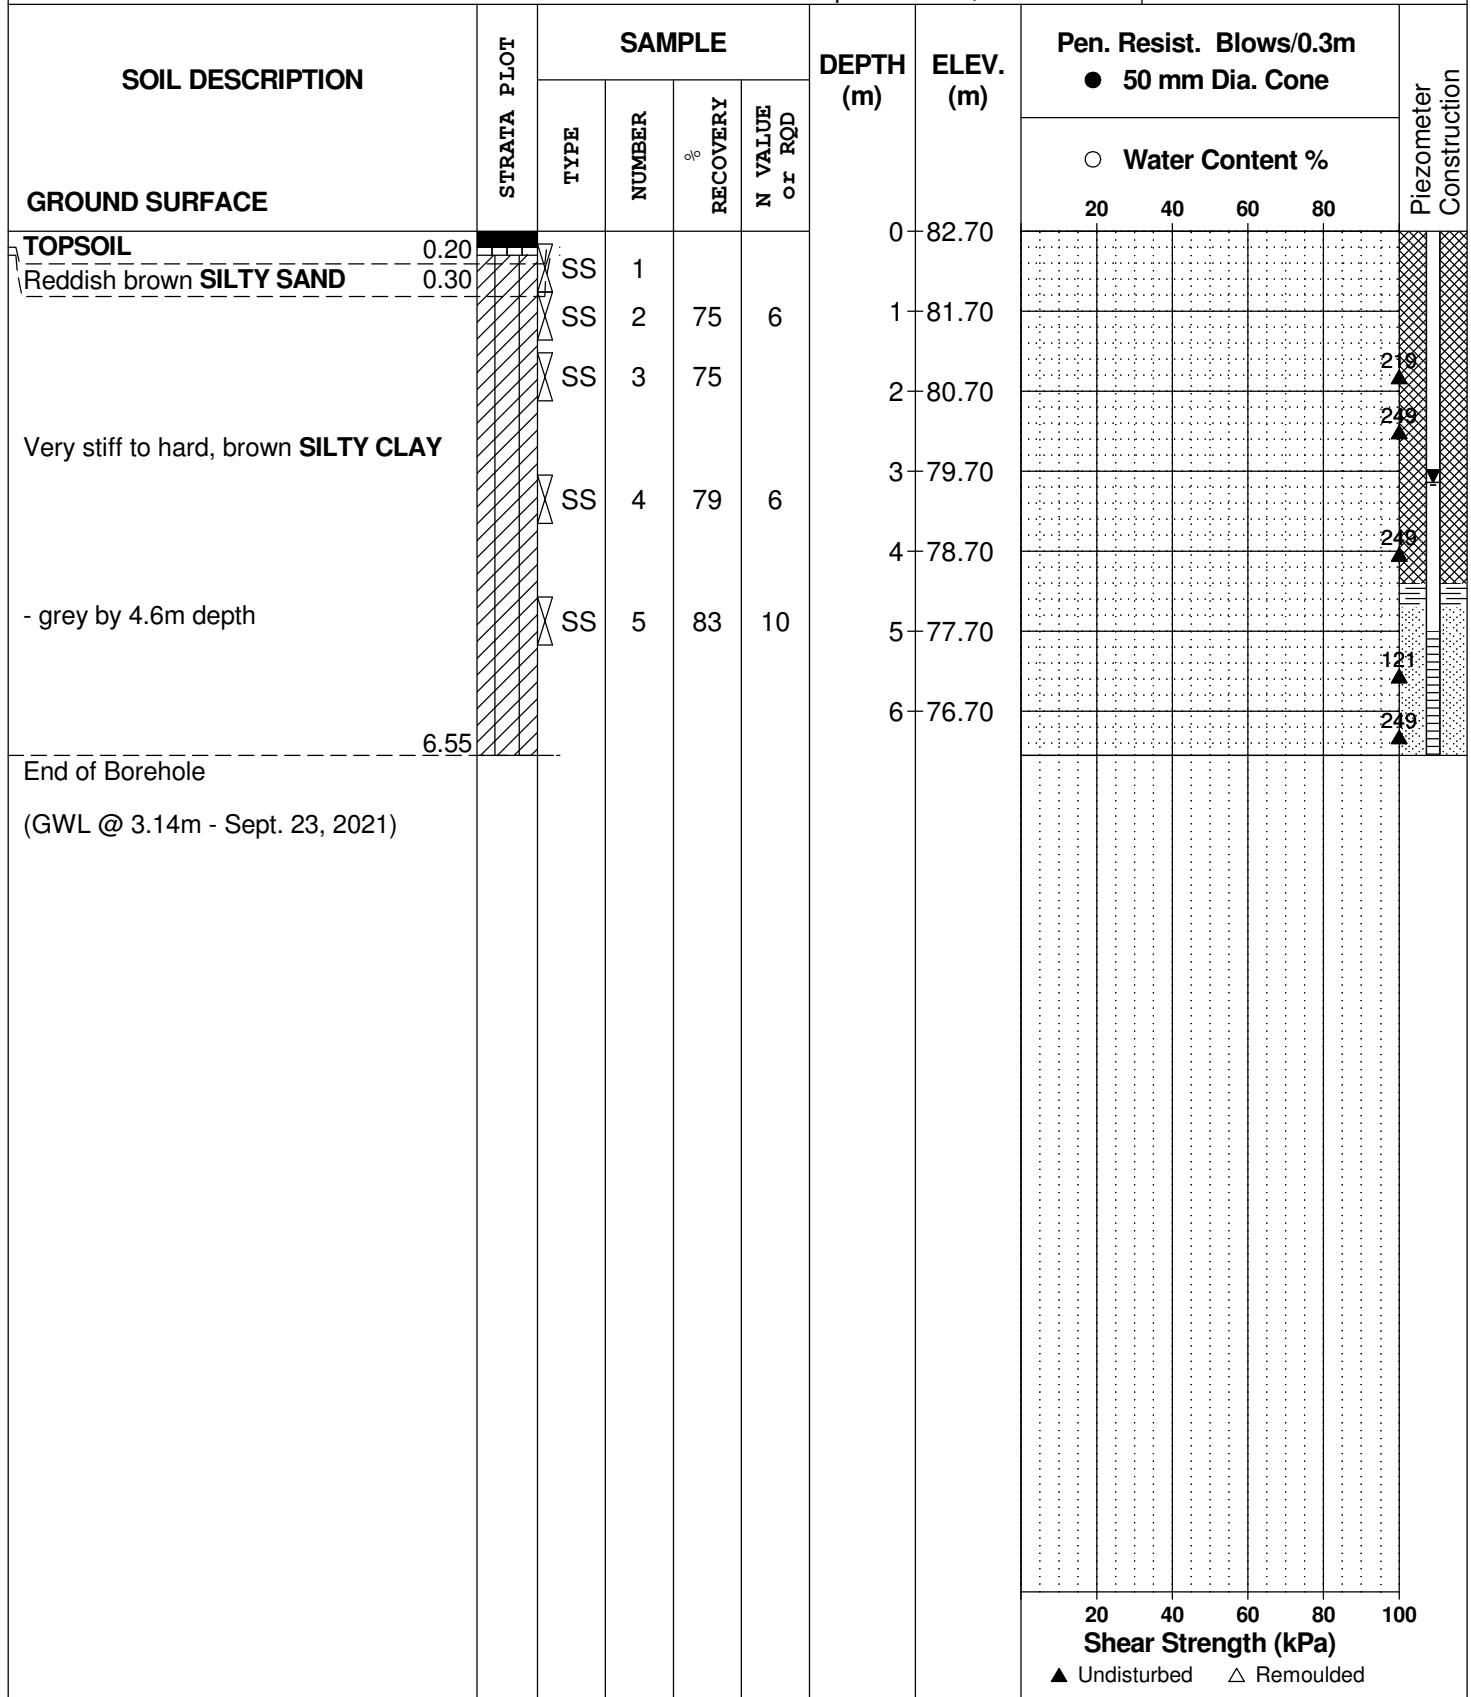 SOIL DESCRIPTION
GROUND SURFACE
STRATA PLOT
SAMPLE
TYPE
NUMBER
% RECOVERY
N VALUE or RQD
DEPTH (m)
ELEV. (m)
Pen. Resist. Blows/0.3m
● 50 mm Dia. Cone
○ Water Content %
20 40 60 80
Piezometer Construction
TOPSOIL 0.20
Reddish brown SILTY SAND 0.30
SS 1
SS 2 75 6
SS 3 75
Very stiff to hard, brown SILTY CLAY
SS 4 79 6
- grey by 4.6m depth
SS 5 83 10
6.55
End of Borehole
(GWL @ 3.14m - Sept. 23, 2021)
0 82.70
1 81.70
2 80.70
3 79.70
4 78.70
5 77.70
6 76.70
219
249
249
121
249
20 40 60 80 100
Shear Strength (kPa)
▲ Undisturbed △ Remoulded